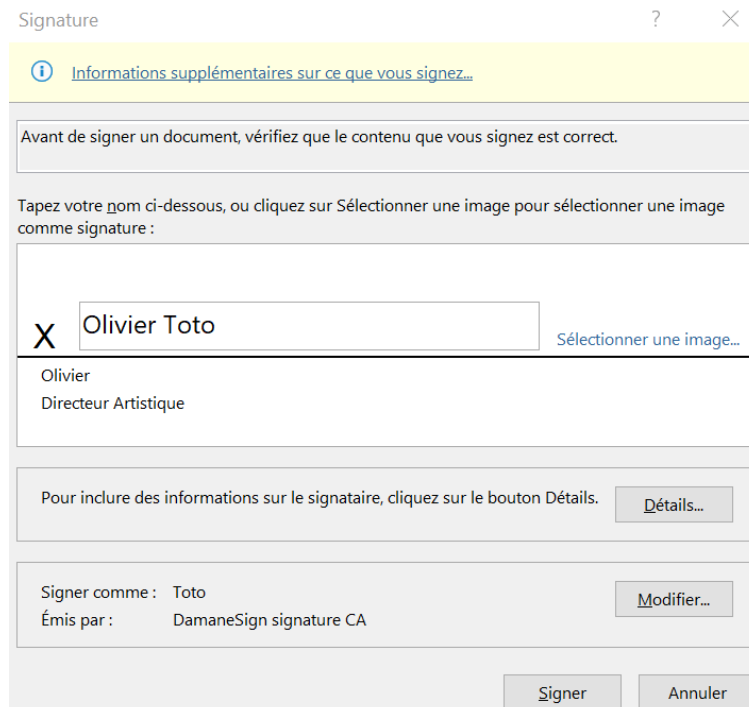 Signature
Informations supplémentaires sur ce que vous signez...
Avant de signer un document, vérifiez que le contenu que vous signez est correct.
Tapez votre nom ci-dessous, ou cliquez sur Sélectionner une image pour sélectionner une image
comme signature :
X Olivier Toto
Sélectionner une image...
Olivier
Directeur Artistique
Pour inclure des informations sur le signataire, cliquez sur le bouton Détails. Détails...
Signer comme : Toto
Modifier...
Émis par : DamaneSign signature CA
Signer Annuler